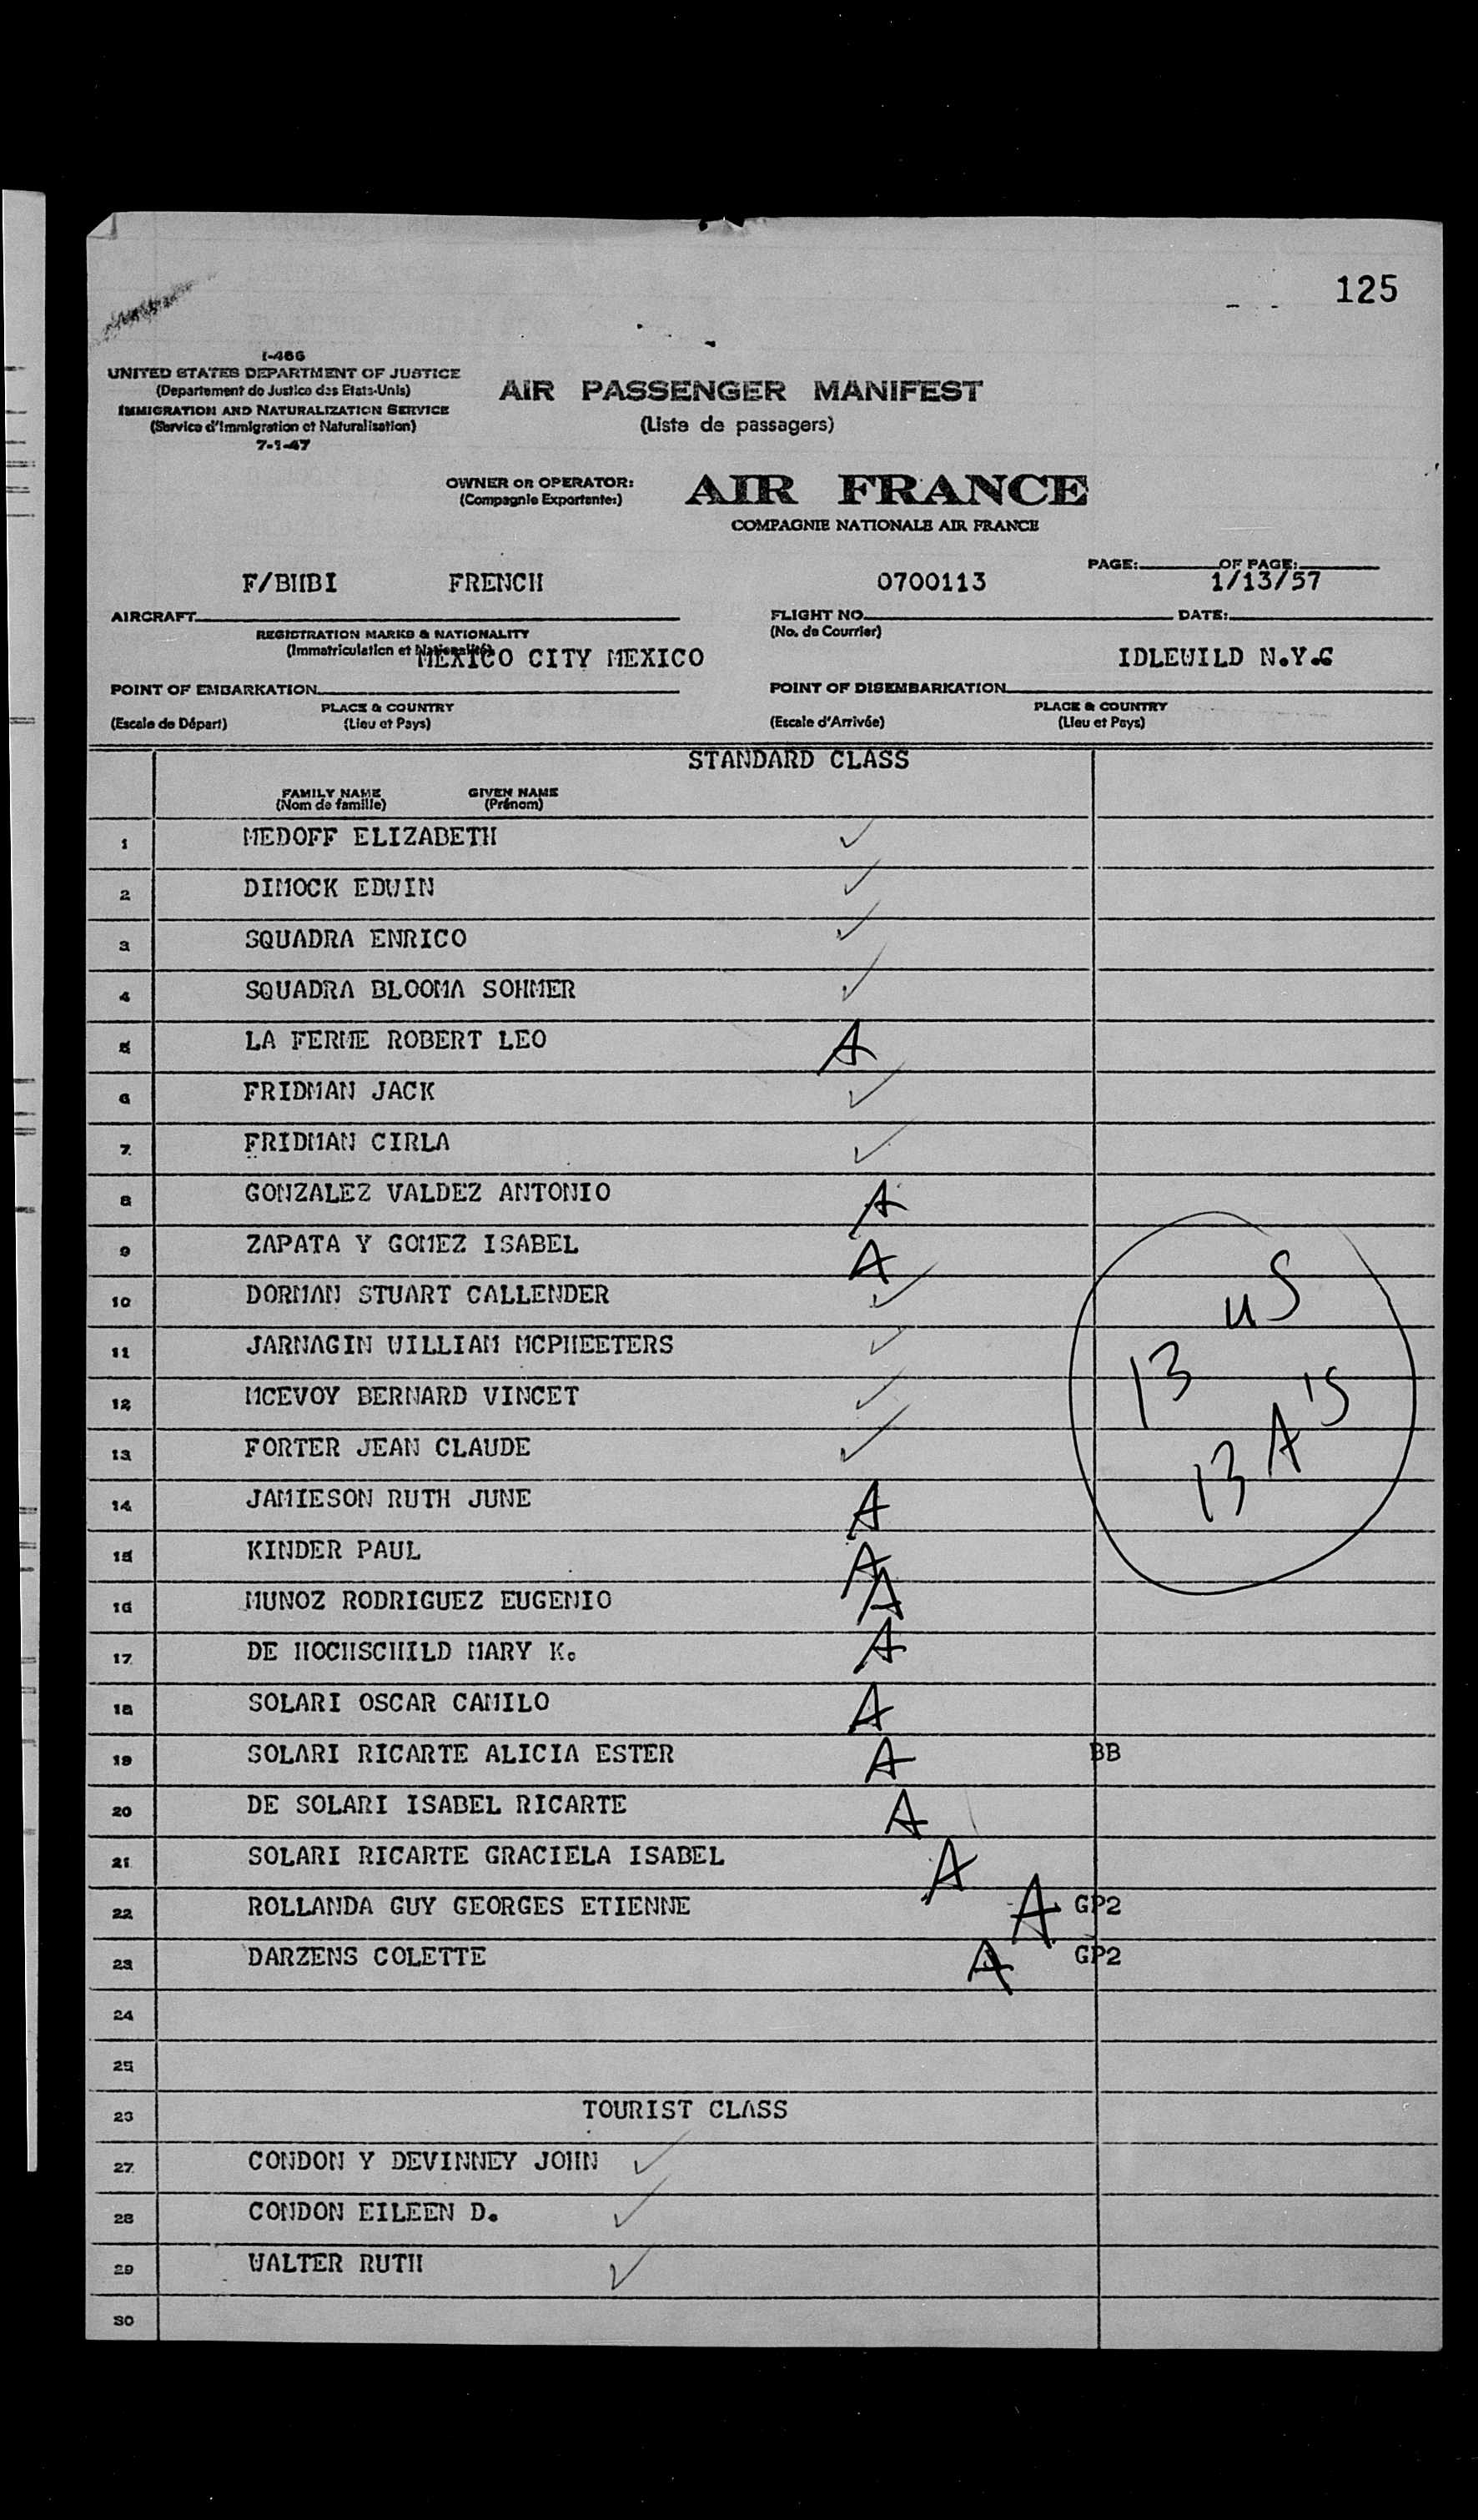 125
I-466
UNITED STATES DEPARTMENT OF JUSTICE
(Departement de Justice des Etats-Unis)
IMMIGRATION AND NATURALIZATION SERVICE
(Service d'Immigration et Naturalisation)
7-1-47
AIR PASSENGER MANIFEST
(Liste de passagers)
OWNER OR OPERATOR:
(Compagnie Exportente:)
AIR FRANCE
COMPAGNIE NATIONALE AIR FRANCE
PAGE: OF PAGE:
F/BHBI FRENCH 0700113 1/13/57
AIRCRAFT FLIGHT NO. DATE:
REGISTRATION MARKS & NATIONALITY (No. de Courrier)
(Immatriculation et Nationalité)
MEXICO CITY MEXICO IDLEWILD N.Y.C
POINT OF EMBARKATION POINT OF DISEMBARKATION
PLACE & COUNTRY PLACE & COUNTRY
(Escale de Départ) (Lieu et Pays) (Escale d'Arrivée) (Lieu et Pays)
STANDARD CLASS
FAMILY NAME GIVEN NAME
(Nom de famille) (Prénom)
1 MEDOFF ELIZABETH ✓
2 DIMOCK EDWIN ✓
3 SQUADRA ENRICO ✓
4 SQUADRA BLOOMA SOHMER ✓
5 LA FERME ROBERT LEO A
6 FRIDMAN JACK ✓
7 FRIDMAN CIRLA ✓
8 GONZALEZ VALDEZ ANTONIO A
9 ZAPATA Y GOMEZ ISABEL A
10 DORMAN STUART CALLENDER ✓
11 JARNAGIN WILLIAM MCPHEETERS ✓
12 MCEVOY BERNARD VINCET ✓
13 FORTER JEAN CLAUDE ✓
14 JAMIESON RUTH JUNE A
15 KINDER PAUL A
16 MUNOZ RODRIGUEZ EUGENIO A
17 DE HOCHSCHILD MARY K. A
18 SOLARI OSCAR CAMILO A
19 SOLARI RICARTE ALICIA ESTER A BB
20 DE SOLARI ISABEL RICARTE A
21 SOLARI RICARTE GRACIELA ISABEL A
22 ROLLANDA GUY GEORGES ETIENNE A GP2
23 DARZENS COLETTE A GP2
24
25
26 TOURIST CLASS
27 CONDON Y DEVINNEY JOHN ✓
28 CONDON EILEEN D. ✓
29 WALTER RUTH ✓
30
13 US
13 A'S